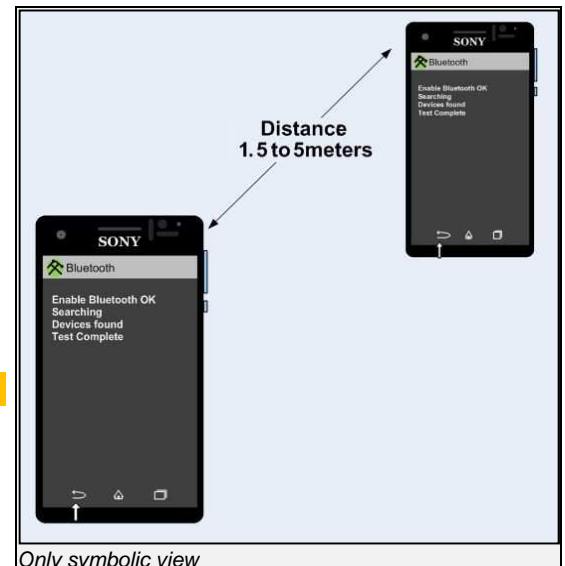 SONY
Bluetooth
Enable Bluetooth OK
Searching
Devices found
Test Complete
Distance
1.5 to 5meters
SONY
Bluetooth
Enable Bluetooth OK
Searching
Devices found
Test Complete
Only symbolic view